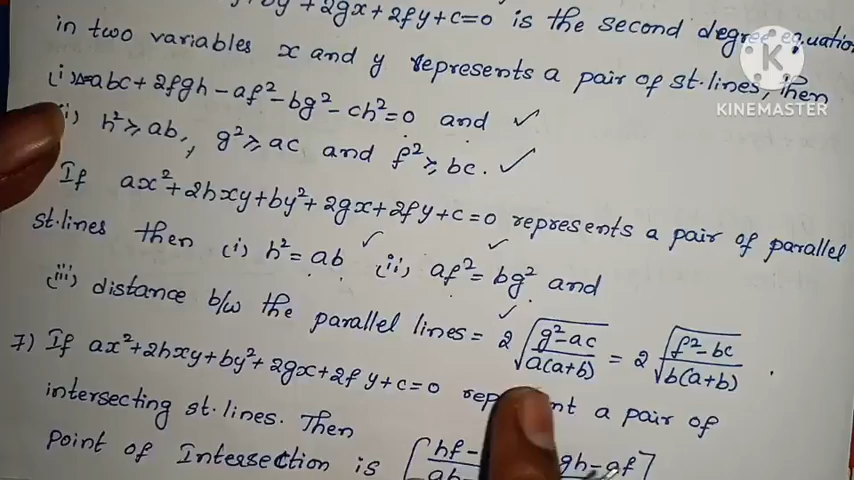 +2gx+2fy+c=0 is the second degree equation
in two variables x and y represents a pair of st.lines, then
(i) Δ=abc+2fgh-af²-bg²-ch²=0 and ✓
h²≥ab, g²≥ac and f²≥bc. ✓
If ax²+2hxy+by²+2gx+2fy+c=0 represents a pair of parallel
st.lines then (i) h²=ab ✓ (ii) af²=bg² ✓ and
(iii) distance b/w the parallel lines = 2√(g²-ac)/(a(a+b)) ✓ = 2√(f²-bc)/(b(a+b)).
7) If ax²+2hxy+by²+2gx+2fy+c=0 a pair of
intersecting st.lines. Then
Point of Intersection is [hf- gh-af]
K
KINEMASTER